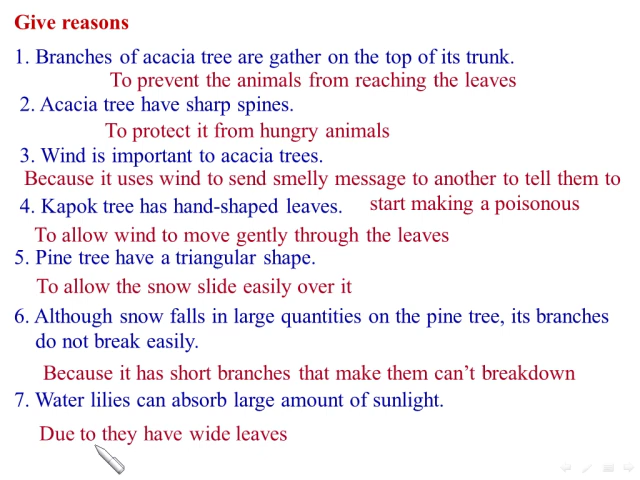 Give reasons
1. Branches of acacia tree are gather on the top of its trunk.
To prevent the animals from reaching the leaves
2. Acacia tree have sharp spines.
To protect it from hungry animals
3. Wind is important to acacia trees.
Because it uses wind to send smelly message to another to tell them to
start making a poisonous
4. Kapok tree has hand-shaped leaves.
To allow wind to move gently through the leaves
5. Pine tree have a triangular shape.
To allow the snow slide easily over it
6. Although snow falls in large quantities on the pine tree, its branches
do not break easily.
Because it has short branches that make them can't breakdown
7. Water lilies can absorb large amount of sunlight.
Due to they have wide leaves